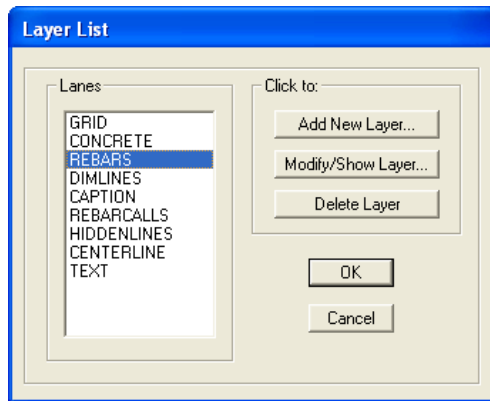 Layer List
Lanes
GRID
CONCRETE
REBARS
DIMLINES
CAPTION
REBARCALLS
HIDDENLINES
CENTERLINE
TEXT
Click to:
Add New Layer...
Modify/Show Layer...
Delete Layer
OK
Cancel